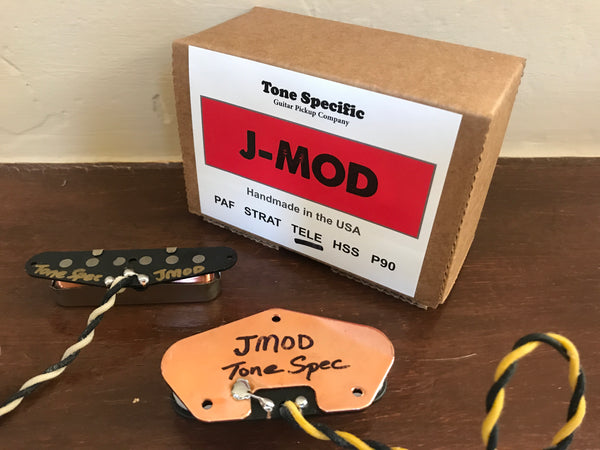 Tone Specific
Guitar Pickup Company
J-MOD
Handmade in the USA
PAF STRAT TELE HSS P90
Tone Spec JMOD
JMOD
Tone Spec